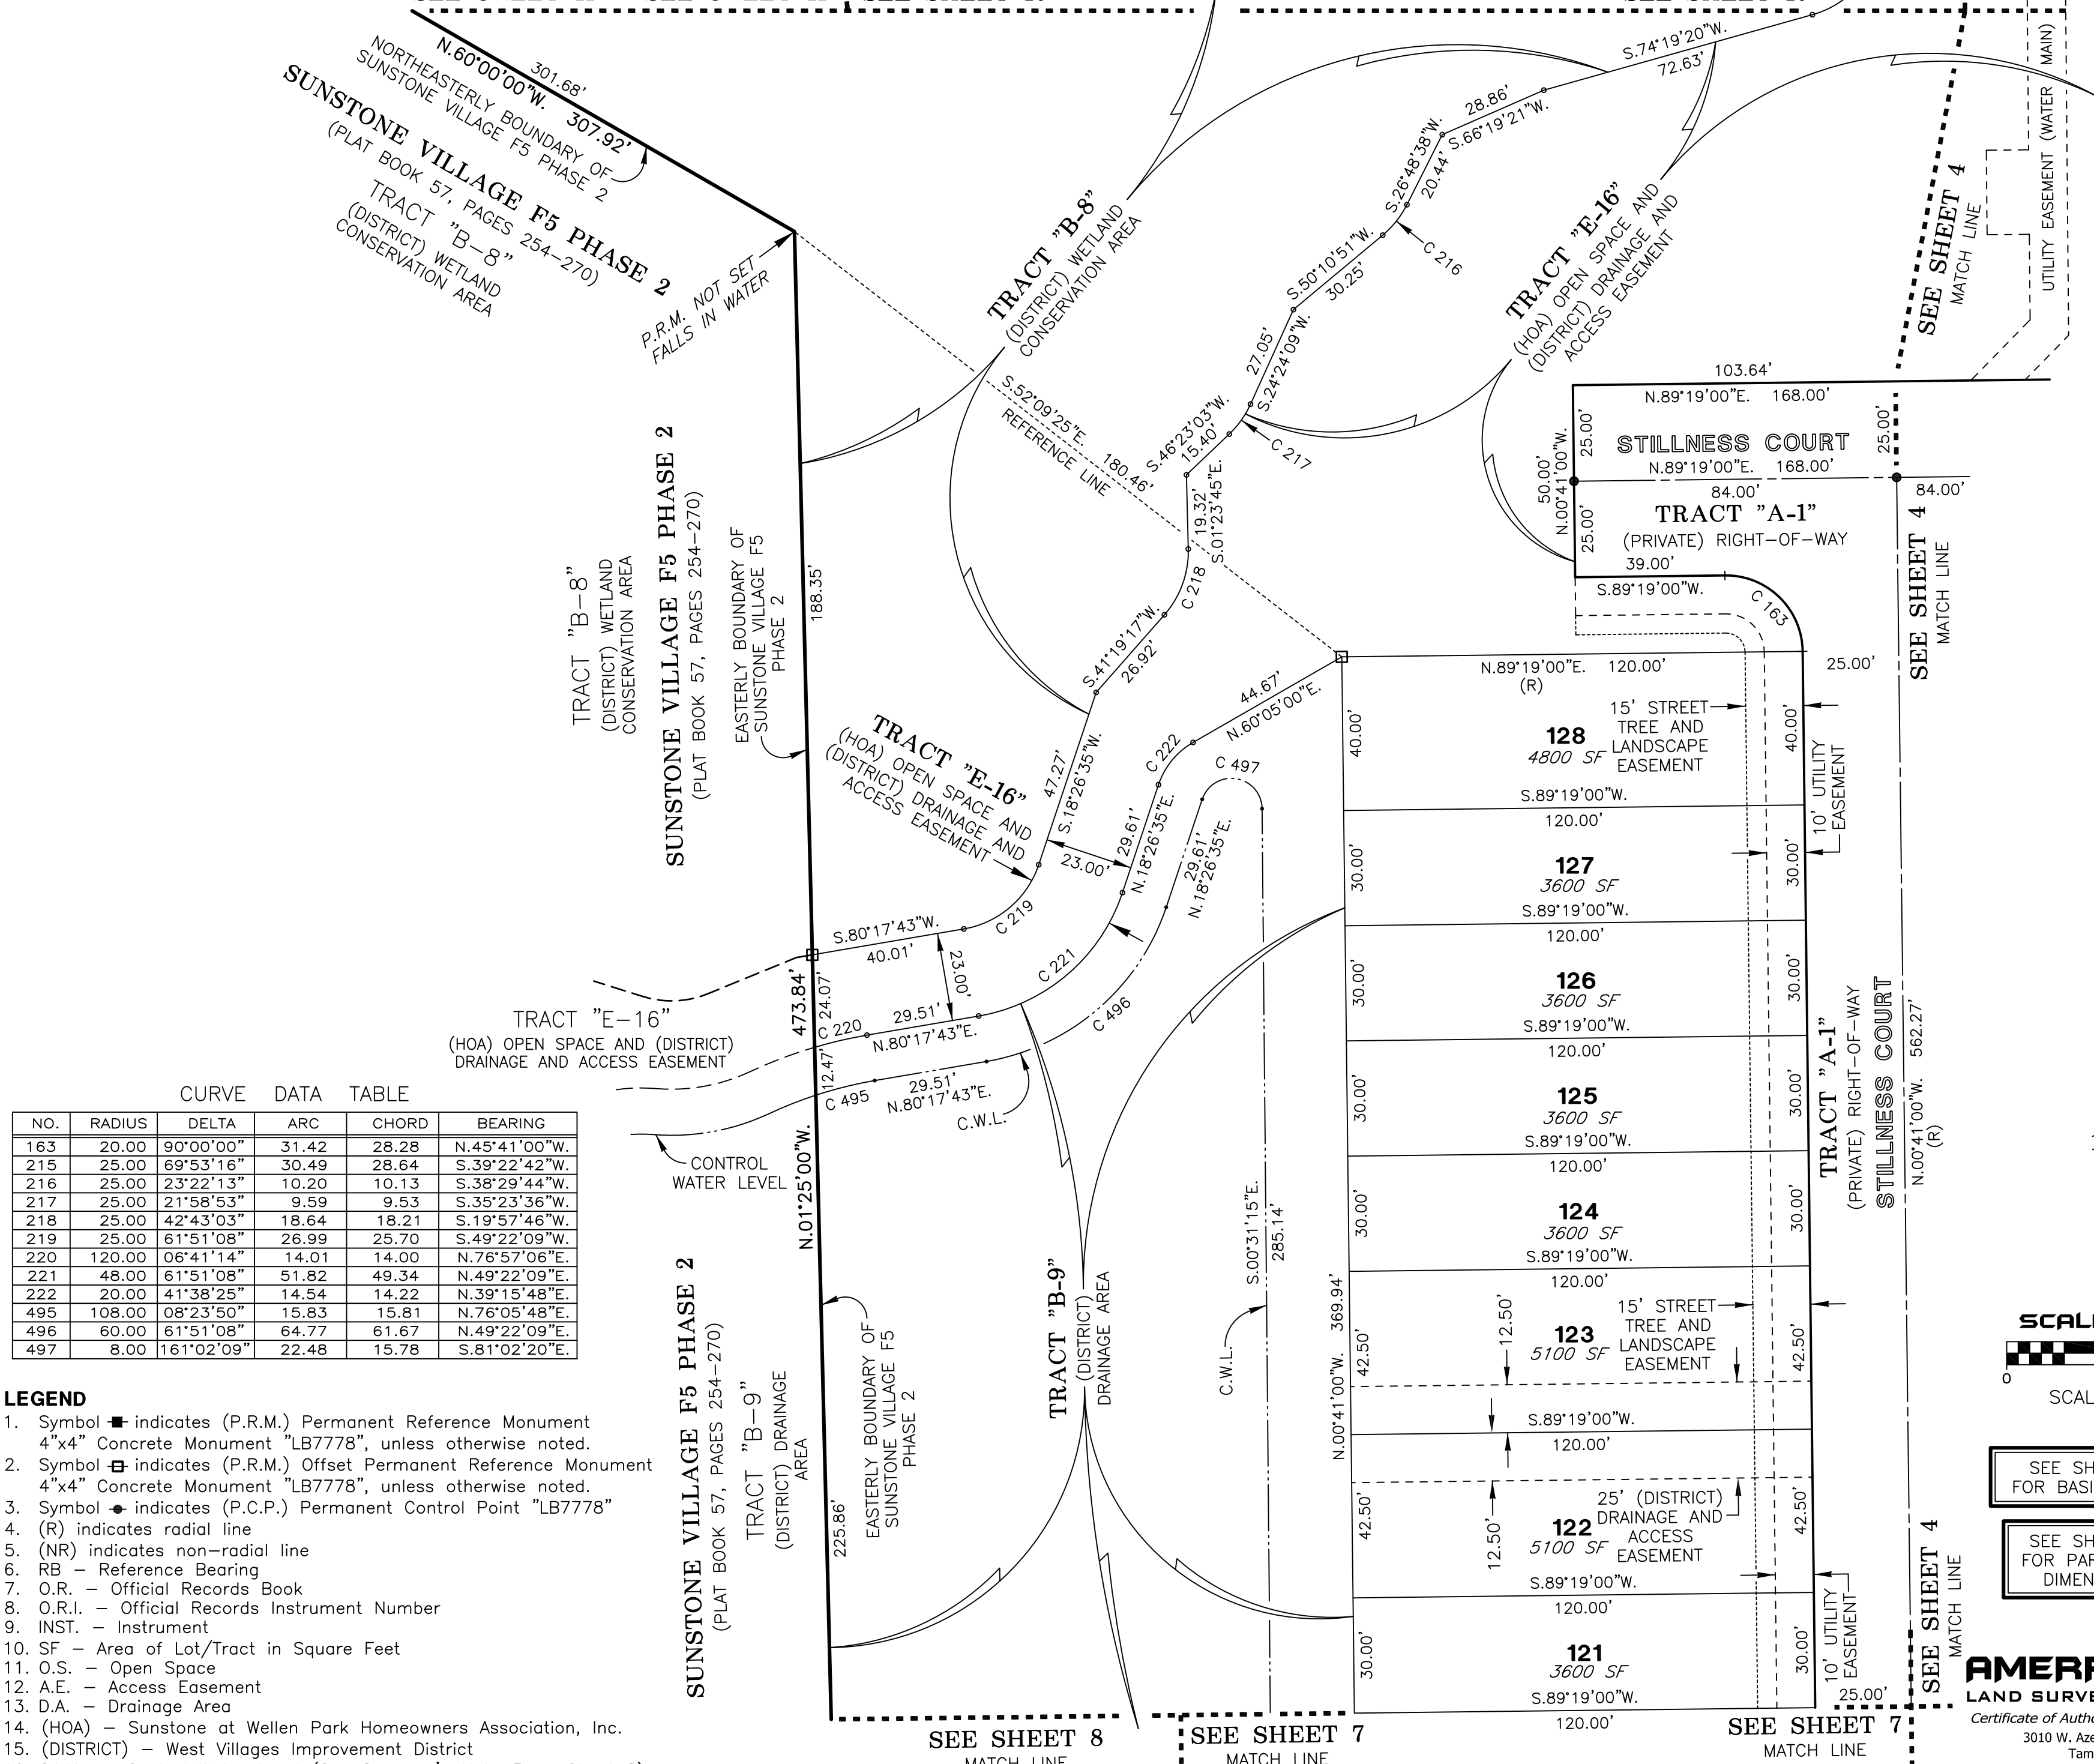 N.60°00'00"W. 307.92'
301.68'
NORTHEASTERLY BOUNDARY OF
SUNSTONE VILLAGE F5 PHASE 2
SUNSTONE VILLAGE F5 PHASE 2
(PLAT BOOK 57, PAGES 254-270)
TRACT "B-8"
(DISTRICT) WETLAND
CONSERVATION AREA
P.R.M. NOT SET
FALLS IN WATER
TRACT "B-8"
(DISTRICT) WETLAND
CONSERVATION AREA
S.74°19'20"W.
72.63'
28.86'
S.66°19'21"W.
S.26°48'38"W.
20.44'
C 216
S.50°10'51"W.
30.25'
27.05'
S.24°24'09"W.
C 217
S.46°23'03"W.
15.40'
19.32'
S.01°23'45"E.
C 218
S.41°19'17"W.
26.92'
47.27'
S.18°26'35"W.
S.52°09'25"E. 180.46'
REFERENCE LINE
TRACT "E-16"
(HOA) OPEN SPACE AND
(DISTRICT) DRAINAGE AND
ACCESS EASEMENT
SEE SHEET 4
MATCH LINE
UTILITY EASEMENT (WATER MAIN)
103.64'
N.89°19'00"E. 168.00'
25.00'
25.00'
STILLNESS COURT
N.89°19'00"E. 168.00'
50.00'
N.00°41'00"W.
84.00'
84.00'
TRACT "A-1"
(PRIVATE) RIGHT-OF-WAY
25.00'
39.00'
S.89°19'00"W.
C 163
SEE SHEET 4
MATCH LINE
N.89°19'00"E. 120.00'
(R)
25.00'
44.67'
N.60°05'00"E.
C 222
C 497
29.61'
N.18°26'35"E.
29.61'
N.18°26'35"E.
23.00'
TRACT "E-16"
(HOA) OPEN SPACE AND
(DISTRICT) DRAINAGE AND
ACCESS EASEMENT
TRACT "B-8"
(DISTRICT) WETLAND
CONSERVATION AREA
SUNSTONE VILLAGE F5 PHASE 2
(PLAT BOOK 57, PAGES 254-270)
EASTERLY BOUNDARY OF
SUNSTONE VILLAGE F5
PHASE 2
188.35'
S.80°17'43"W.
40.01'
C 219
23.00'
C 221
C 496
473.84'
24.07'
C 220
29.51'
N.80°17'43"E.
12.47'
C 495
29.51'
N.80°17'43"E.
C.W.L.
TRACT "E-16"
(HOA) OPEN SPACE AND (DISTRICT)
DRAINAGE AND ACCESS EASEMENT
CONTROL
WATER LEVEL
N.01°25'00"W.
40.00'
128
4800 SF
15' STREET
TREE AND
LANDSCAPE
EASEMENT
40.00'
10' UTILITY
EASEMENT
S.89°19'00"W.
120.00'
30.00'
127
3600 SF
30.00'
S.89°19'00"W.
120.00'
30.00'
126
3600 SF
30.00'
S.89°19'00"W.
120.00'
30.00'
125
3600 SF
30.00'
S.89°19'00"W.
120.00'
30.00'
124
3600 SF
30.00'
S.89°19'00"W.
120.00'
42.50'
12.50'
123
5100 SF
15' STREET
TREE AND
LANDSCAPE
EASEMENT
42.50'
S.89°19'00"W.
120.00'
42.50'
12.50'
122
5100 SF
25' (DISTRICT)
DRAINAGE AND
ACCESS
EASEMENT
42.50'
S.89°19'00"W.
120.00'
30.00'
121
3600 SF
30.00'
10' UTILITY
EASEMENT
S.89°19'00"W.
120.00'
25.00'
N.00°41'00"W. 369.94'
S.00°31'15"E.
285.14'
C.W.L.
TRACT "A-1"
(PRIVATE) RIGHT-OF-WAY
STILLNESS COURT
N.00°41'00"W. 562.27'
(R)
SEE SHEET 4
MATCH LINE
TRACT "B-9"
(DISTRICT)
DRAINAGE AREA
SUNSTONE VILLAGE F5 PHASE 2
(PLAT BOOK 57, PAGES 254-270)
TRACT "B-9"
(DISTRICT) DRAINAGE
AREA
225.86'
EASTERLY BOUNDARY OF
SUNSTONE VILLAGE F5
PHASE 2
SEE SHEET 8
MATCH LINE
SEE SHEET 7
MATCH LINE
SEE SHEET 7
MATCH LINE
CURVE DATA TABLE
NO. RADIUS DELTA ARC CHORD BEARING
163 20.00 90°00'00" 31.42 28.28 N.45°41'00"W.
215 25.00 69°53'16" 30.49 28.64 S.39°22'42"W.
216 25.00 23°22'13" 10.20 10.13 S.38°29'44"W.
217 25.00 21°58'53" 9.59 9.53 S.35°23'36"W.
218 25.00 42°43'03" 18.64 18.21 S.19°57'46"W.
219 25.00 61°51'08" 26.99 25.70 S.49°22'09"W.
220 120.00 06°41'14" 14.01 14.00 N.76°57'06"E.
221 48.00 61°51'08" 51.82 49.34 N.49°22'09"E.
222 20.00 41°38'25" 14.54 14.22 N.39°15'48"E.
495 108.00 08°23'50" 15.83 15.81 N.76°05'48"E.
496 60.00 61°51'08" 64.77 61.67 N.49°22'09"E.
497 8.00 161°02'09" 22.48 15.78 S.81°02'20"E.
LEGEND
1. Symbol indicates (P.R.M.) Permanent Reference Monument
4"x4" Concrete Monument "LB7778", unless otherwise noted.
2. Symbol indicates (P.R.M.) Offset Permanent Reference Monument
4"x4" Concrete Monument "LB7778", unless otherwise noted.
3. Symbol indicates (P.C.P.) Permanent Control Point "LB7778"
4. (R) indicates radial line
5. (NR) indicates non-radial line
6. RB – Reference Bearing
7. O.R. – Official Records Book
8. O.R.I. – Official Records Instrument Number
9. INST. – Instrument
10. SF – Area of Lot/Tract in Square Feet
11. O.S. – Open Space
12. A.E. – Access Easement
13. D.A. – Drainage Area
14. (HOA) – Sunstone at Wellen Park Homeowners Association, Inc.
15. (DISTRICT) – West Villages Improvement District
SCAL
0
SCAL
SEE SH
FOR BASI
SEE SH
FOR PAR
DIMEN
AMERR
LAND SURVE
Certificate of Autho
3010 W. Aze
Tam